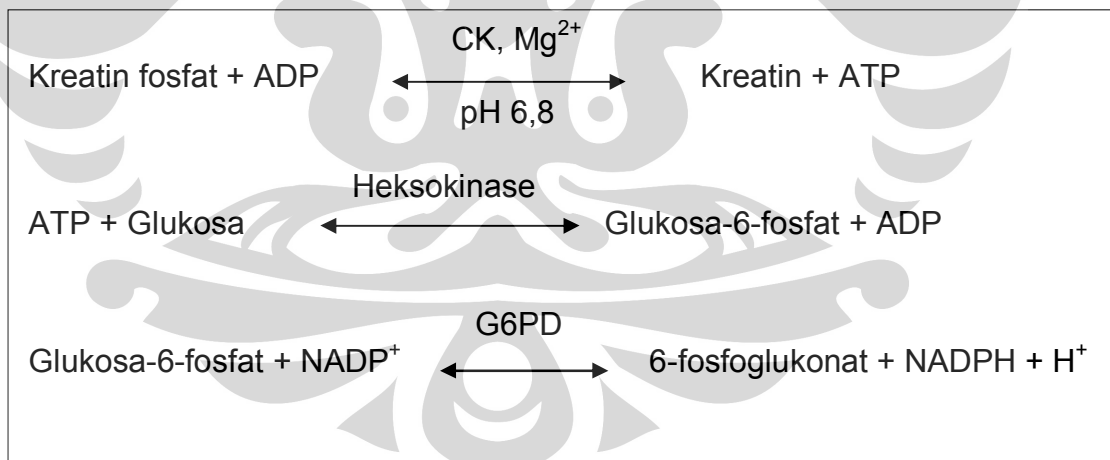 CK, Mg²⁺
Kreatin fosfat + ADP Kreatin + ATP
pH 6,8
Heksokinase
ATP + Glukosa Glukosa-6-fosfat + ADP
G6PD
Glukosa-6-fosfat + NADP⁺ 6-fosfoglukonat + NADPH + H⁺